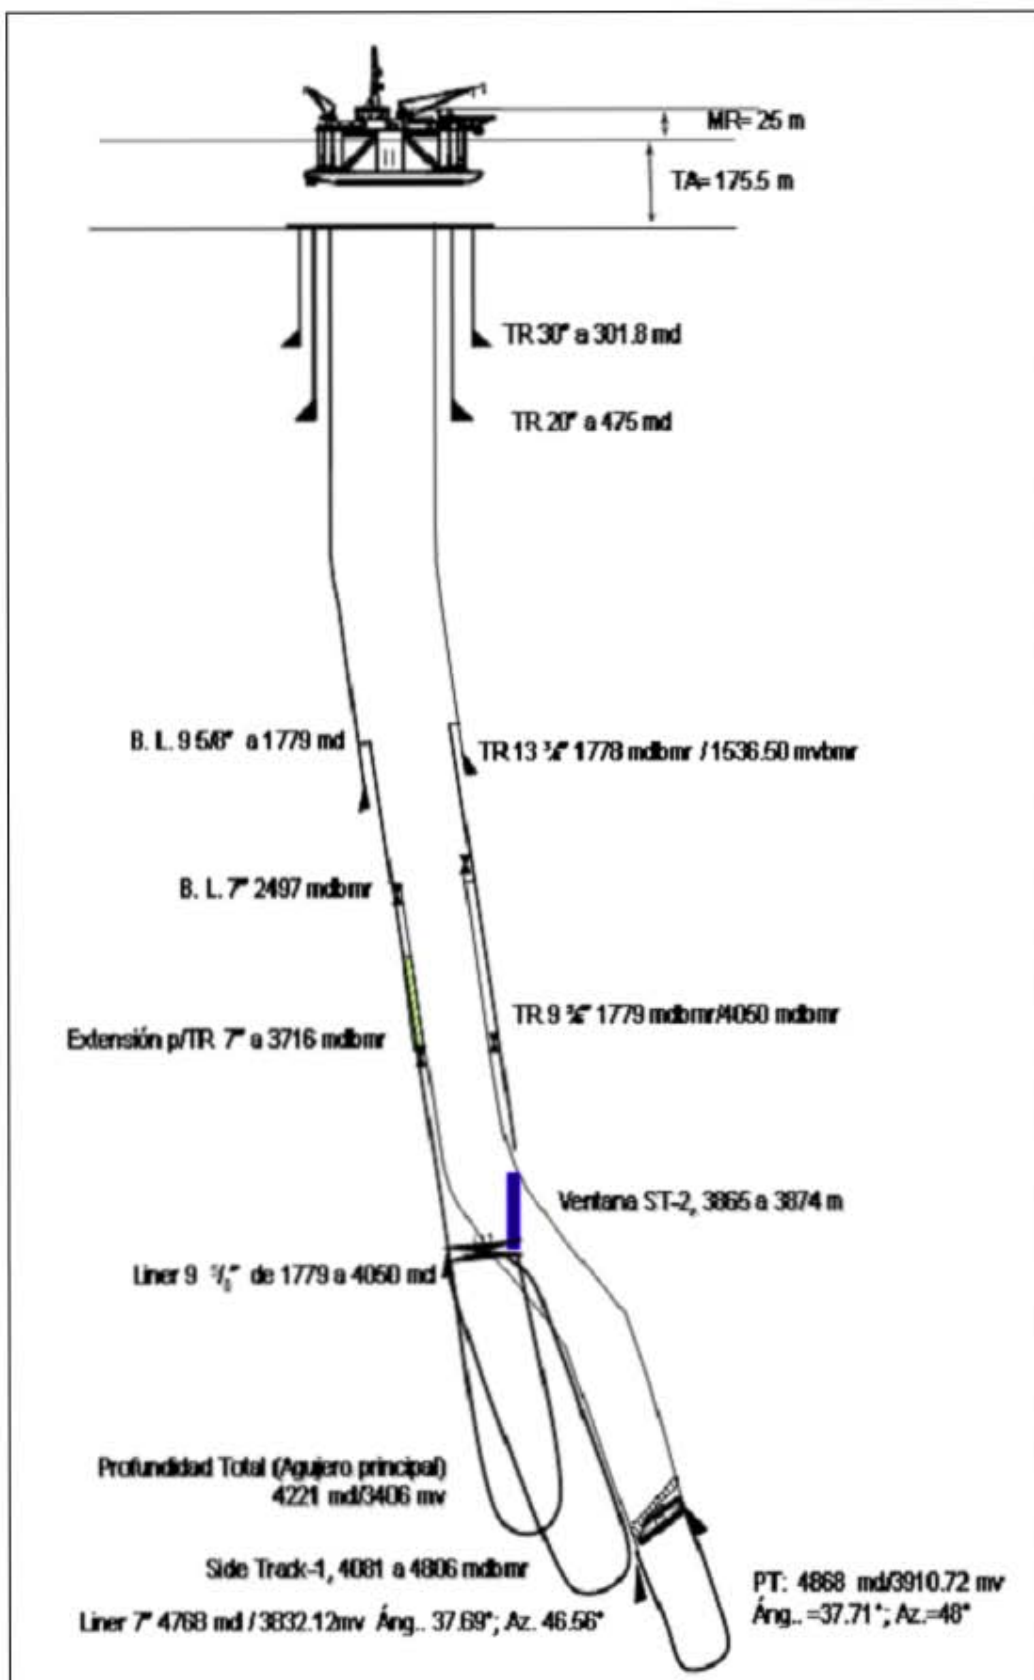 MR= 25 m
TA= 175.5 m
TR 30" a 301.8 md
TR 20" a 475 md
B. L. 9 5/8" a 1779 md
TR 13 ⅜" 1778 mdbmr / 1536.50 mvbmr
B. L. 7" 2497 mdbmr
TR 9 ⅝" 1779 mdbmr/4050 mdbmr
Extensión p/TR 7" a 3716 mdbmr
Ventana ST-2, 3865 a 3874 m
Liner 9 de 1779 a 4050 md
Profundidad Total (Agujero principal)
4221 md/3406 mv
Side Track-1, 4081 a 4806 mdbmr
Liner 7" 4768 md / 3832.12mv Áng.. 37.69°; Az. 46.56°
PT: 4868 md/3910.72 mv
Áng.. =37.71°; Az.=48°